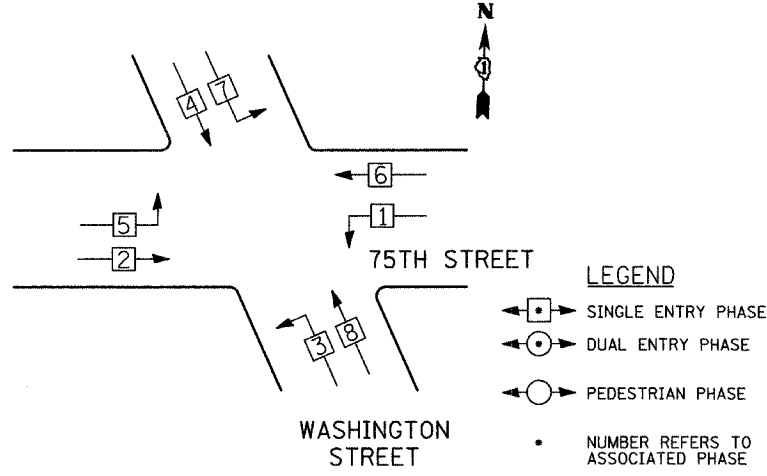 N
4 7
6
5
1
2
75TH STREET
3 8
WASHINGTON
STREET
LEGEND
* SINGLE ENTRY PHASE
* DUAL ENTRY PHASE
PEDESTRIAN PHASE
* NUMBER REFERS TO
ASSOCIATED PHASE